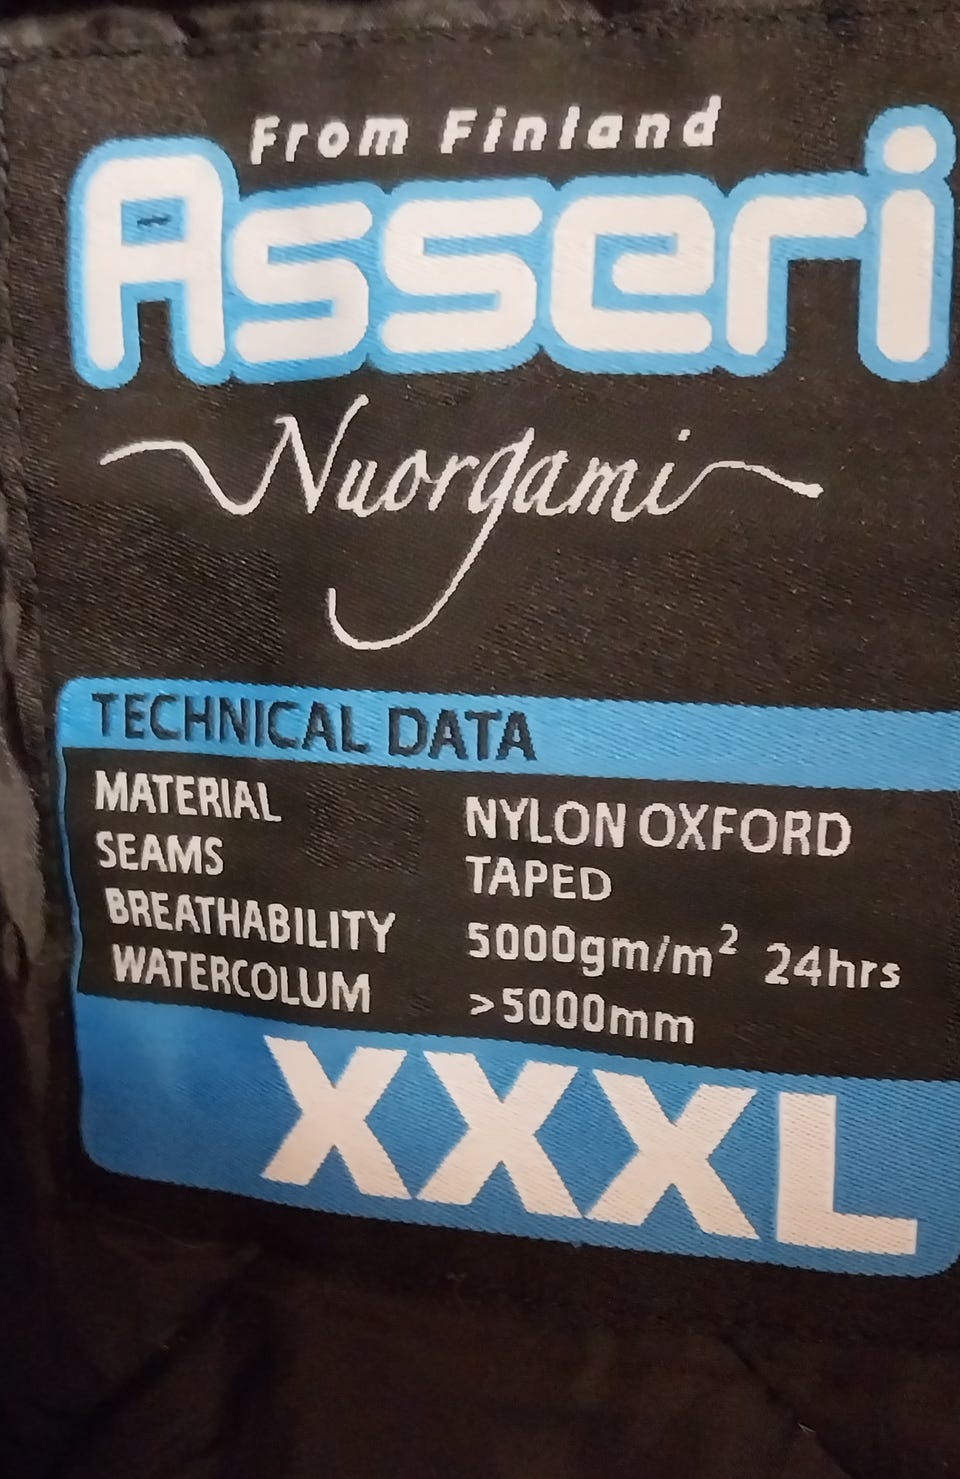 From Finland
Asseri
Nuorgami
TECHNICAL DATA
MATERIAL NYLON OXFORD
SEAMS TAPED
BREATHABILITY 5000gm/m² 24hrs
WATERCOLUM >5000mm
XXXL